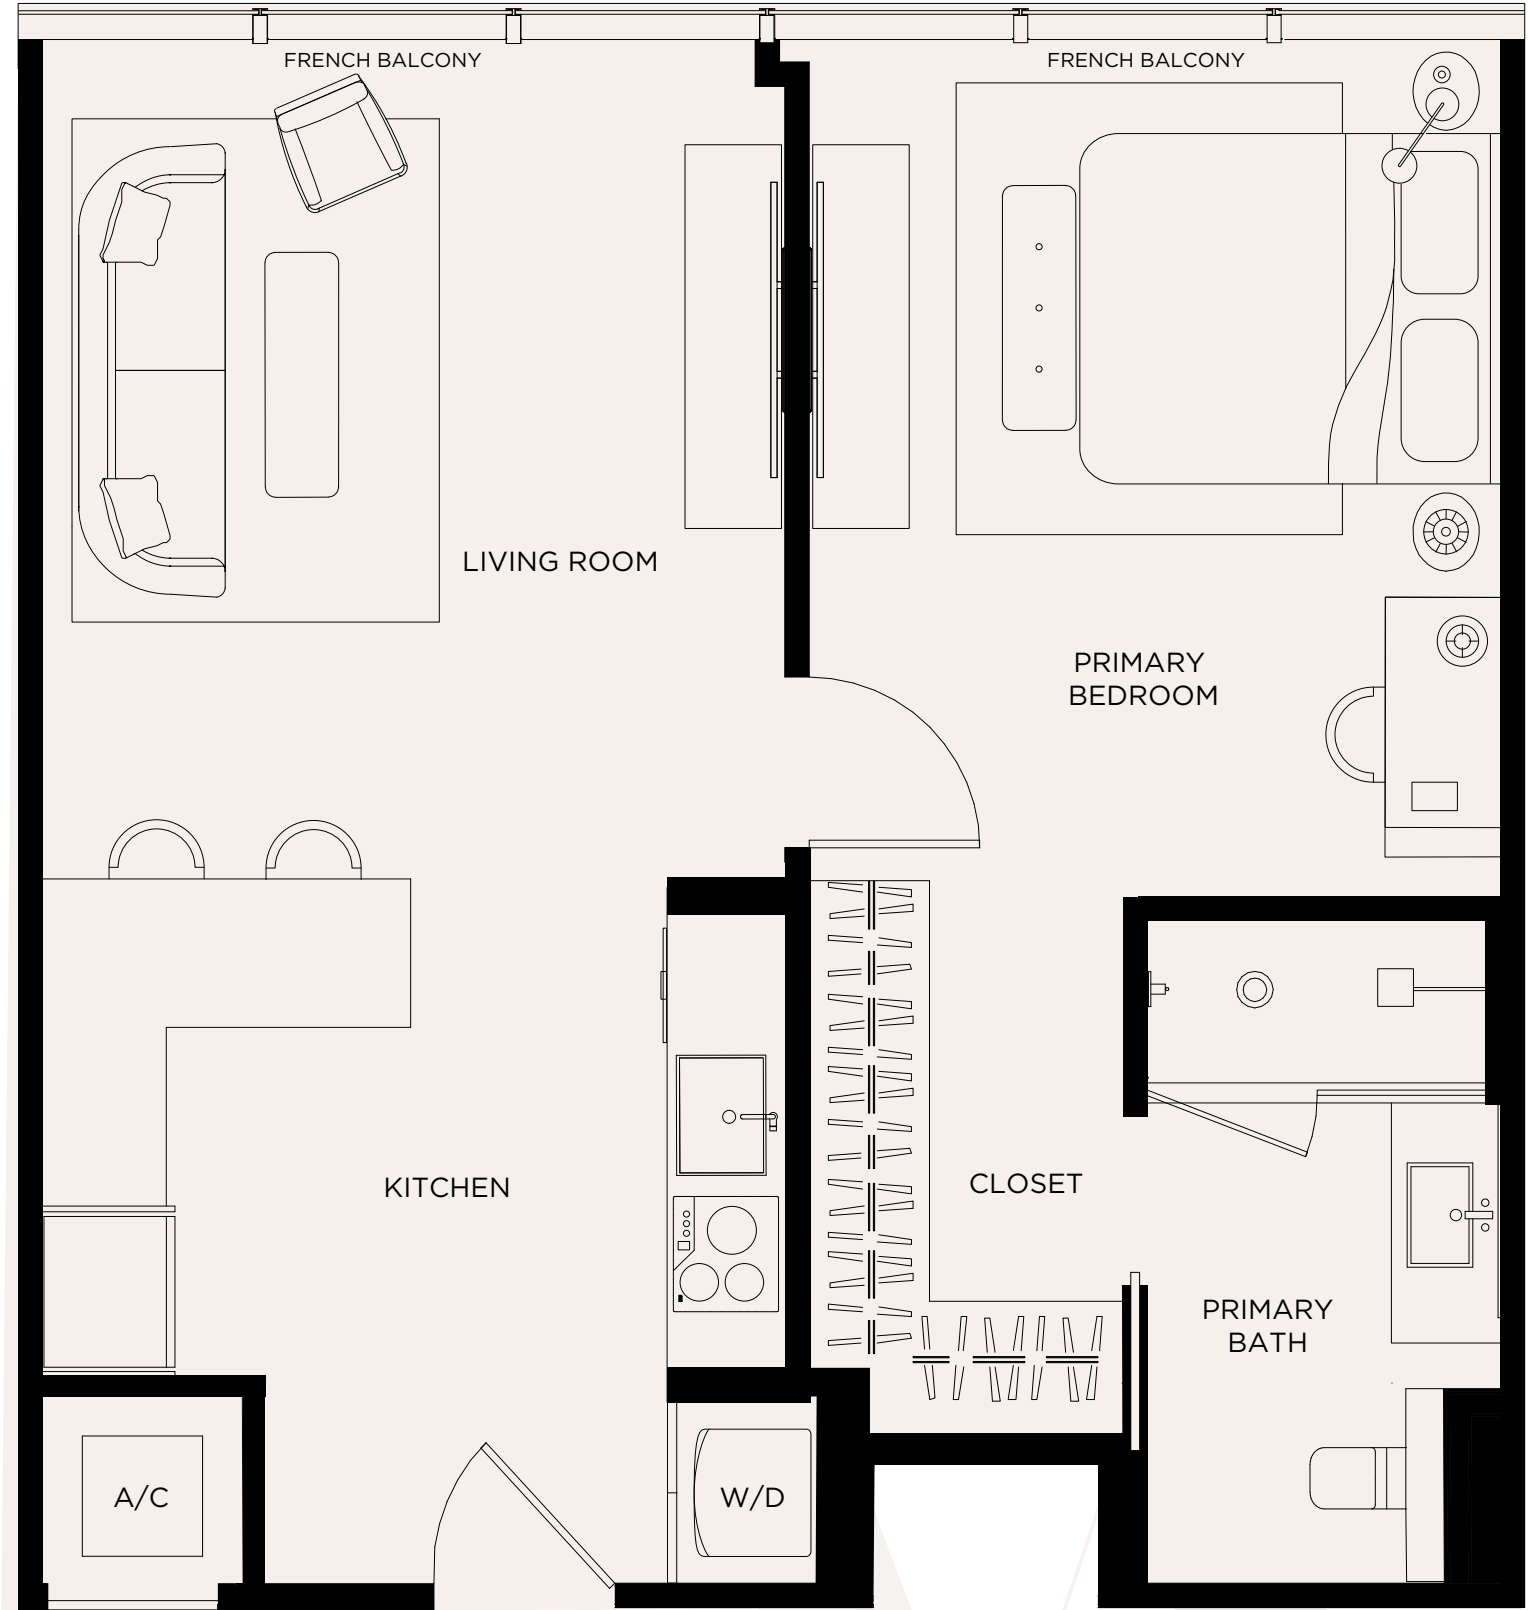 FRENCH BALCONY
FRENCH BALCONY
LIVING ROOM
PRIMARY
BEDROOM
KITCHEN
CLOSET
PRIMARY
BATH
A/C
W/D